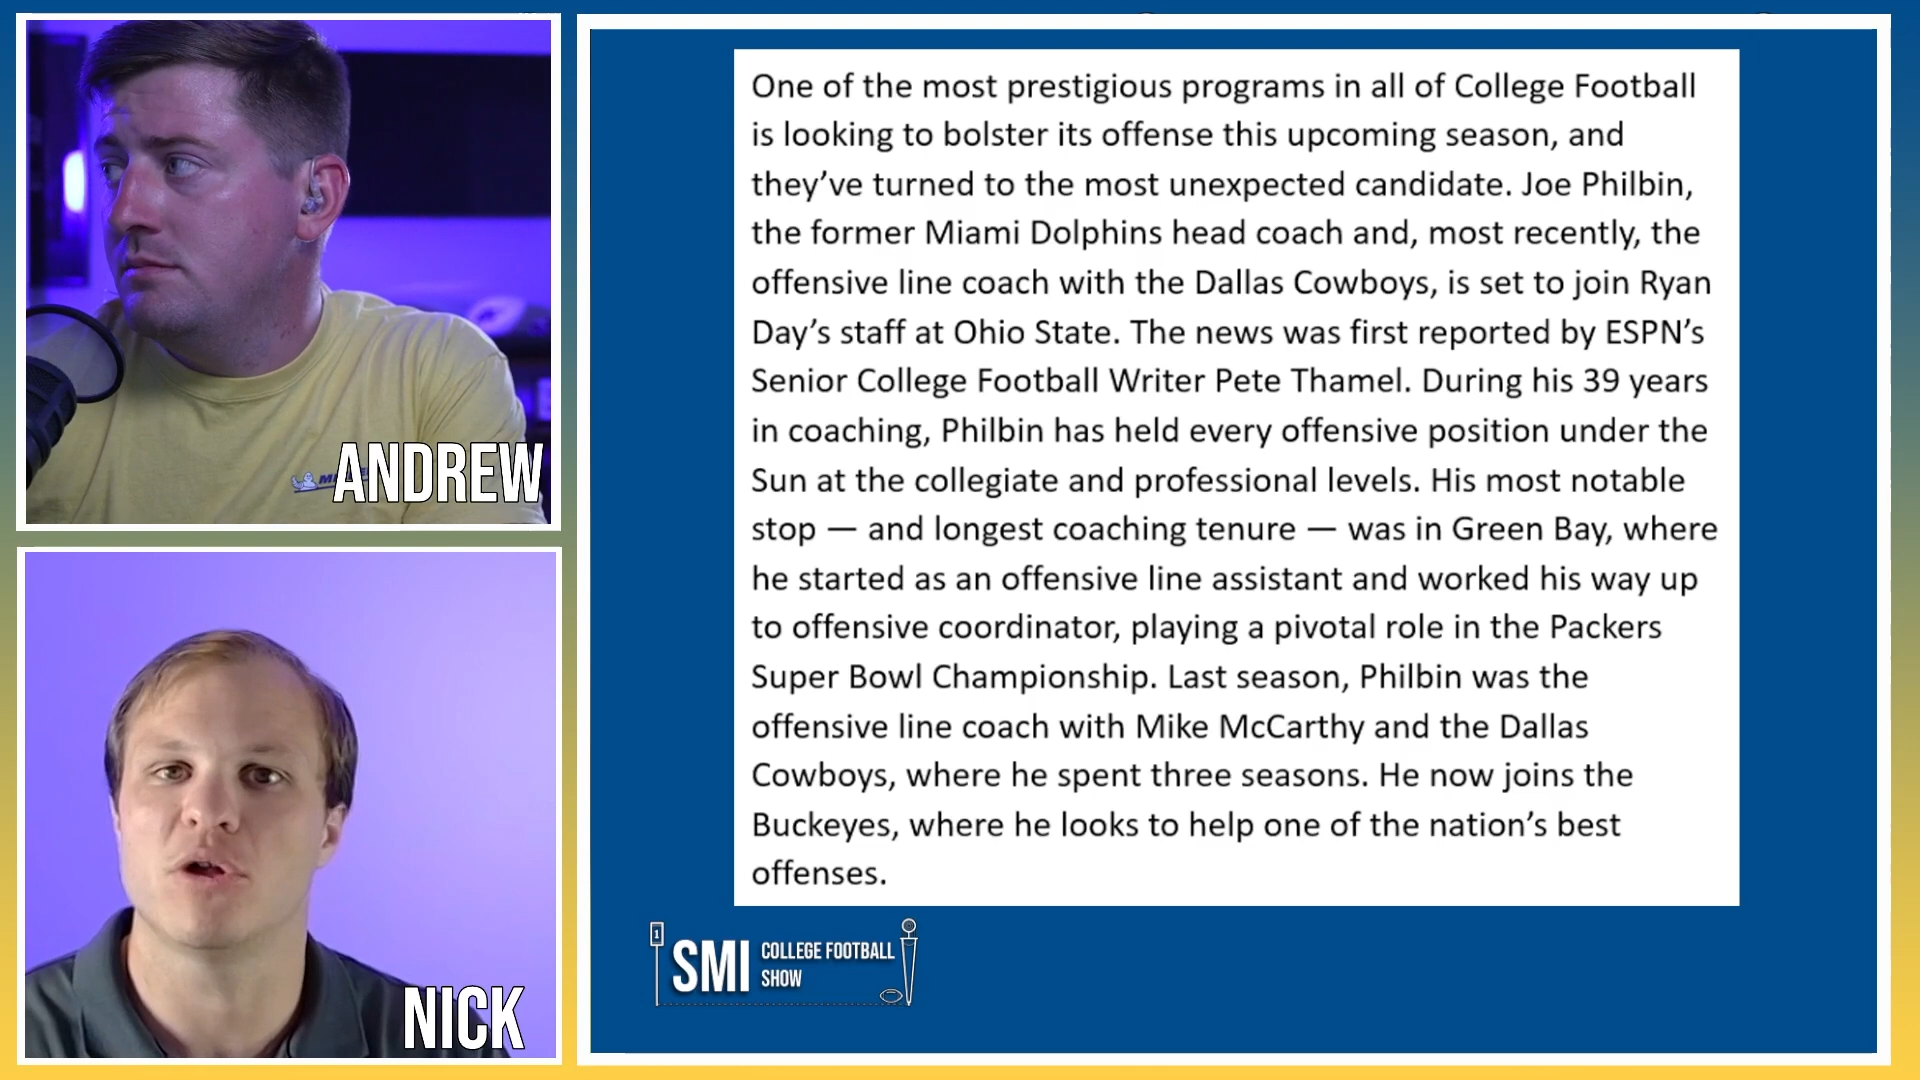 One of the most prestigious programs in all of College Football
is looking to bolster its offense this upcoming season, and
they’ve turned to the most unexpected candidate. Joe Philbin,
the former Miami Dolphins head coach and, most recently, the
offensive line coach with the Dallas Cowboys, is set to join Ryan
Day’s staff at Ohio State. The news was first reported by ESPN’s
Senior College Football Writer Pete Thamel. During his 39 years
in coaching, Philbin has held every offensive position under the
Sun at the collegiate and professional levels. His most notable
stop — and longest coaching tenure — was in Green Bay, where
he started as an offensive line assistant and worked his way up
to offensive coordinator, playing a pivotal role in the Packers
Super Bowl Championship. Last season, Philbin was the
offensive line coach with Mike McCarthy and the Dallas
Cowboys, where he spent three seasons. He now joins the
Buckeyes, where he looks to help one of the nation’s best
offenses.
ANDREW
NICK
1
SMI
COLLEGE FOOTBALL
SHOW